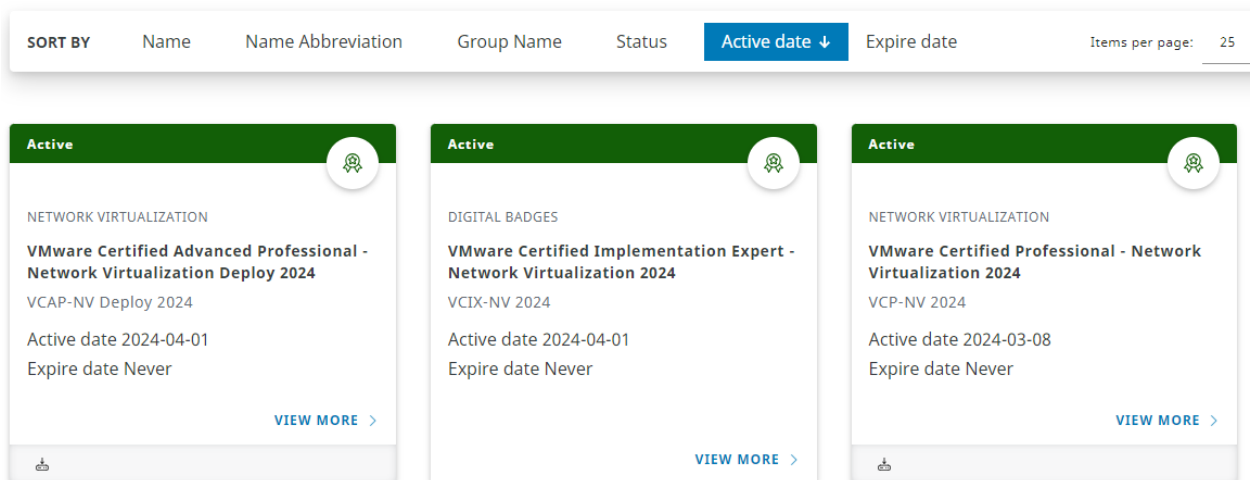 SORT BY Name Name Abbreviation Group Name Status Active date ↓ Expire date Items per page: 25
Active
NETWORK VIRTUALIZATION
VMware Certified Advanced Professional -
Network Virtualization Deploy 2024
VCAP-NV Deploy 2024
Active date 2024-04-01
Expire date Never
VIEW MORE >
Active
DIGITAL BADGES
VMware Certified Implementation Expert -
Network Virtualization 2024
VCIX-NV 2024
Active date 2024-04-01
Expire date Never
VIEW MORE >
Active
NETWORK VIRTUALIZATION
VMware Certified Professional - Network
Virtualization 2024
VCP-NV 2024
Active date 2024-03-08
Expire date Never
VIEW MORE >